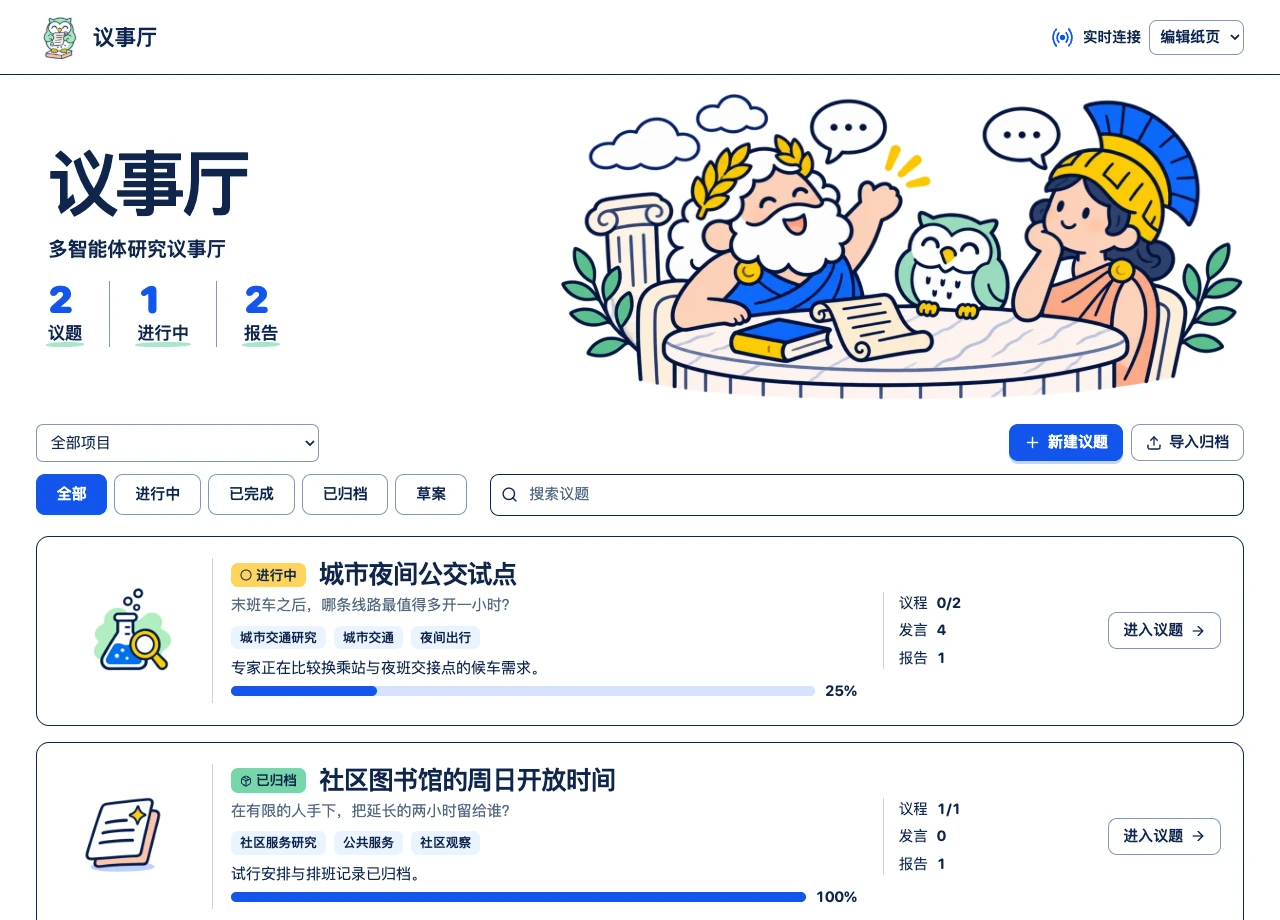 议事厅
实时连接
编辑纸页
议事厅
多智能体研究议事厅
2 1 2
议题 进行中 报告
全部项目
新建议题
导入归档
全部 进行中 已完成 已归档 草案
搜索议题
进行中 城市夜间公交试点
末班车之后，哪条线路最值得多开一小时？
城市交通研究 城市交通 夜间出行
专家正在比较换乘站与夜班交接点的候车需求。
25%
议程 0/2
发言 4
报告 1
进入议题
已归档 社区图书馆的周日开放时间
在有限的人手下，把延长的两小时留给谁？
社区服务研究 公共服务 社区观察
试行安排与排班记录已归档。
100%
议程 1/1
发言 0
报告 1
进入议题